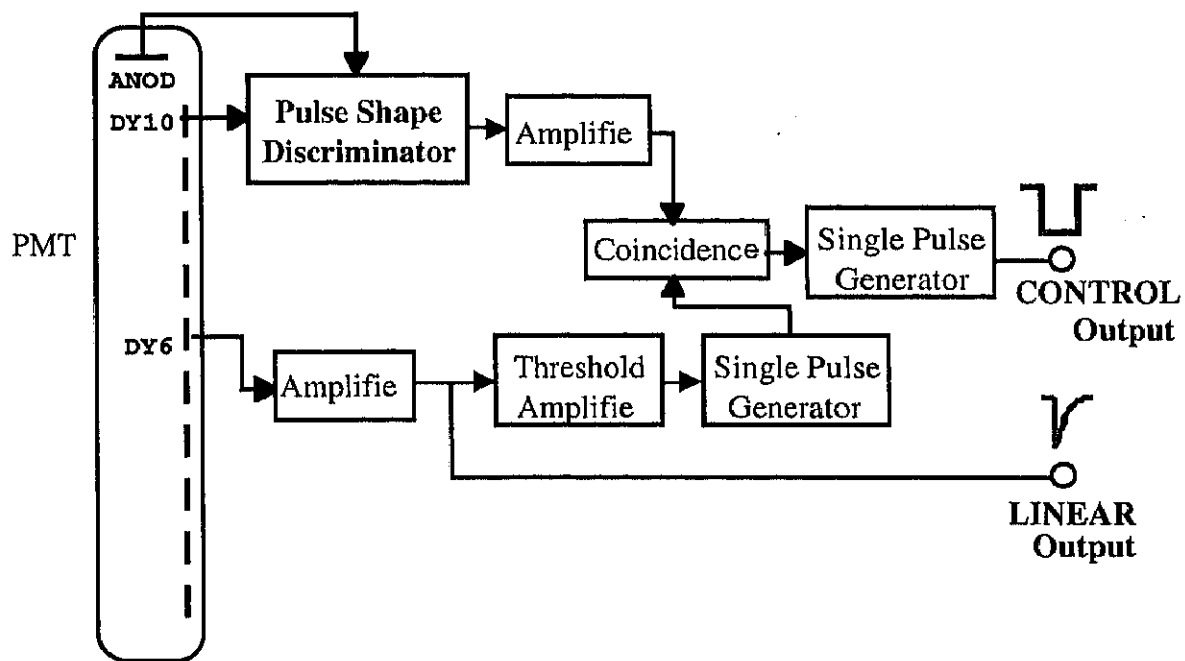 ANOD
DY10
Pulse Shape
Discriminator
Amplifie
PMT
Coincidence
Single Pulse
Generator
CONTROL
Output
DY6
Amplifie
Threshold
Amplifie
Single Pulse
Generator
LINEAR
Output